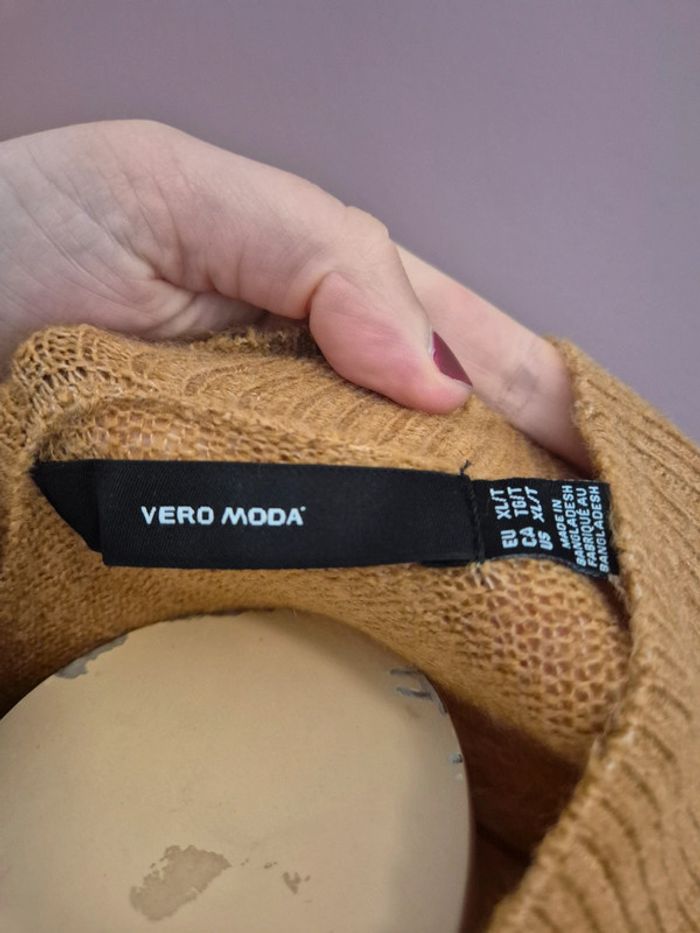 VERO MODA
EU XL/T
CA TG/T
US XL/T
MADE IN
BANGLADESH
FABRIQUÉ AU
BANGLADESH